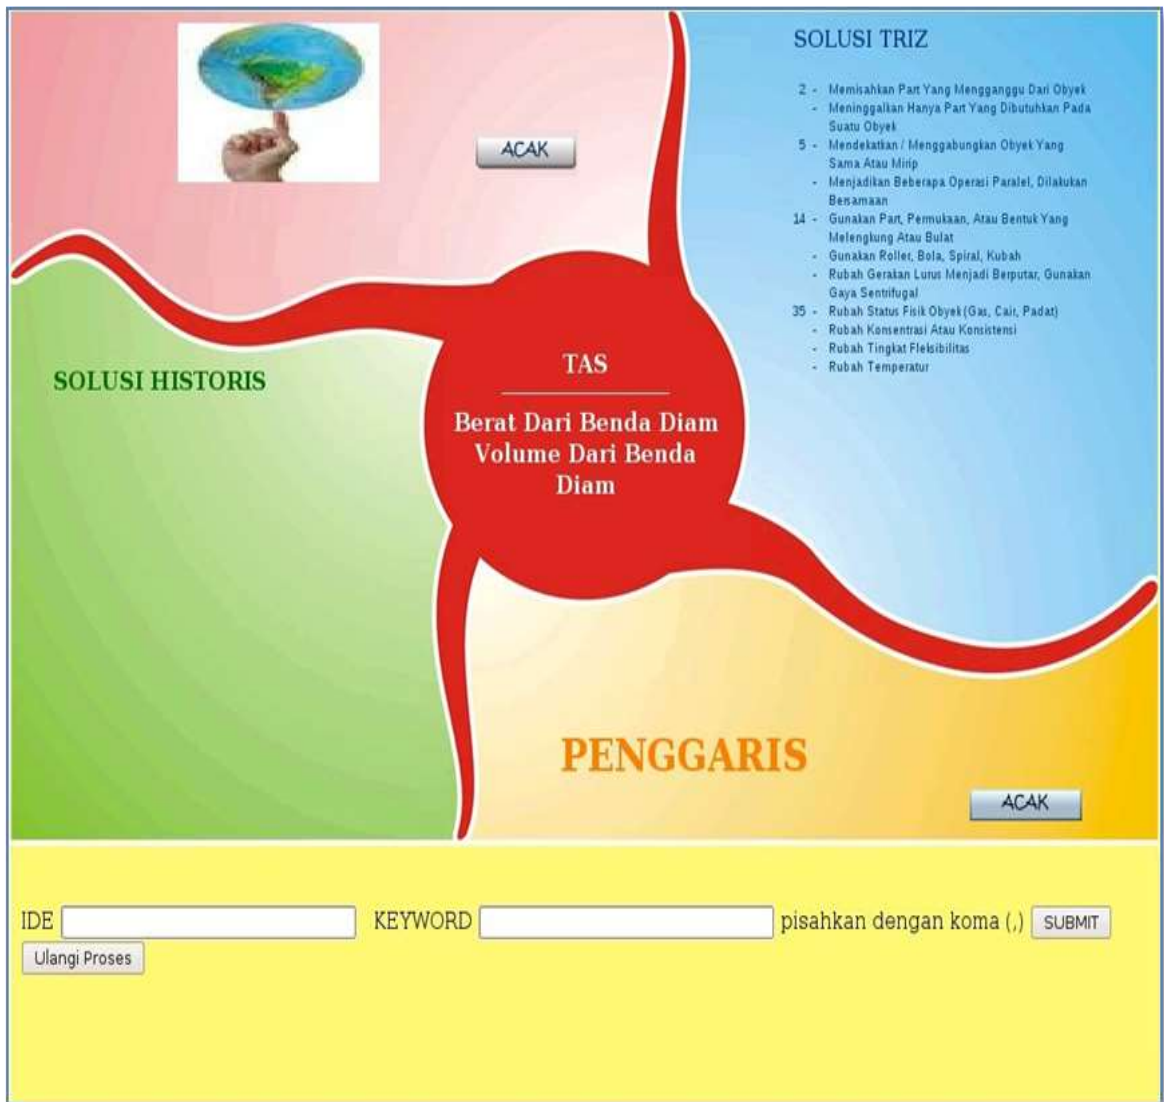 ACAK
SOLUSI TRIZ
2 - Memisahkan Part Yang Mengganggu Dari Obyek
- Meninggalkan Hanya Part Yang Dibutuhkan Pada
Suatu Obyek
5 - Mendekatkan / Menggabungkan Obyek Yang
Sama Atau Mirip
- Menjadikan Beberapa Operasi Paralel, Dilakukan
Bersamaan
14 - Gunakan Part, Permukaan, Atau Bentuk Yang
Melengkung Atau Bulat
- Gunakan Roller, Bola, Spiral, Kubah
- Rubah Gerakan Lurus Menjadi Berputar, Gunakan
Gaya Sentrifugal
35 - Rubah Status Fisik Obyek (Gas, Cair, Padat)
- Rubah Konsentrasi Atau Konsistensi
- Rubah Tingkat Fleksibilitas
- Rubah Temperatur
SOLUSI HISTORIS
TAS
Berat Dari Benda Diam
Volume Dari Benda
Diam
PENGGARIS
ACAK
IDE KEYWORD pisahkan dengan koma (,) SUBMIT
Ulangi Proses